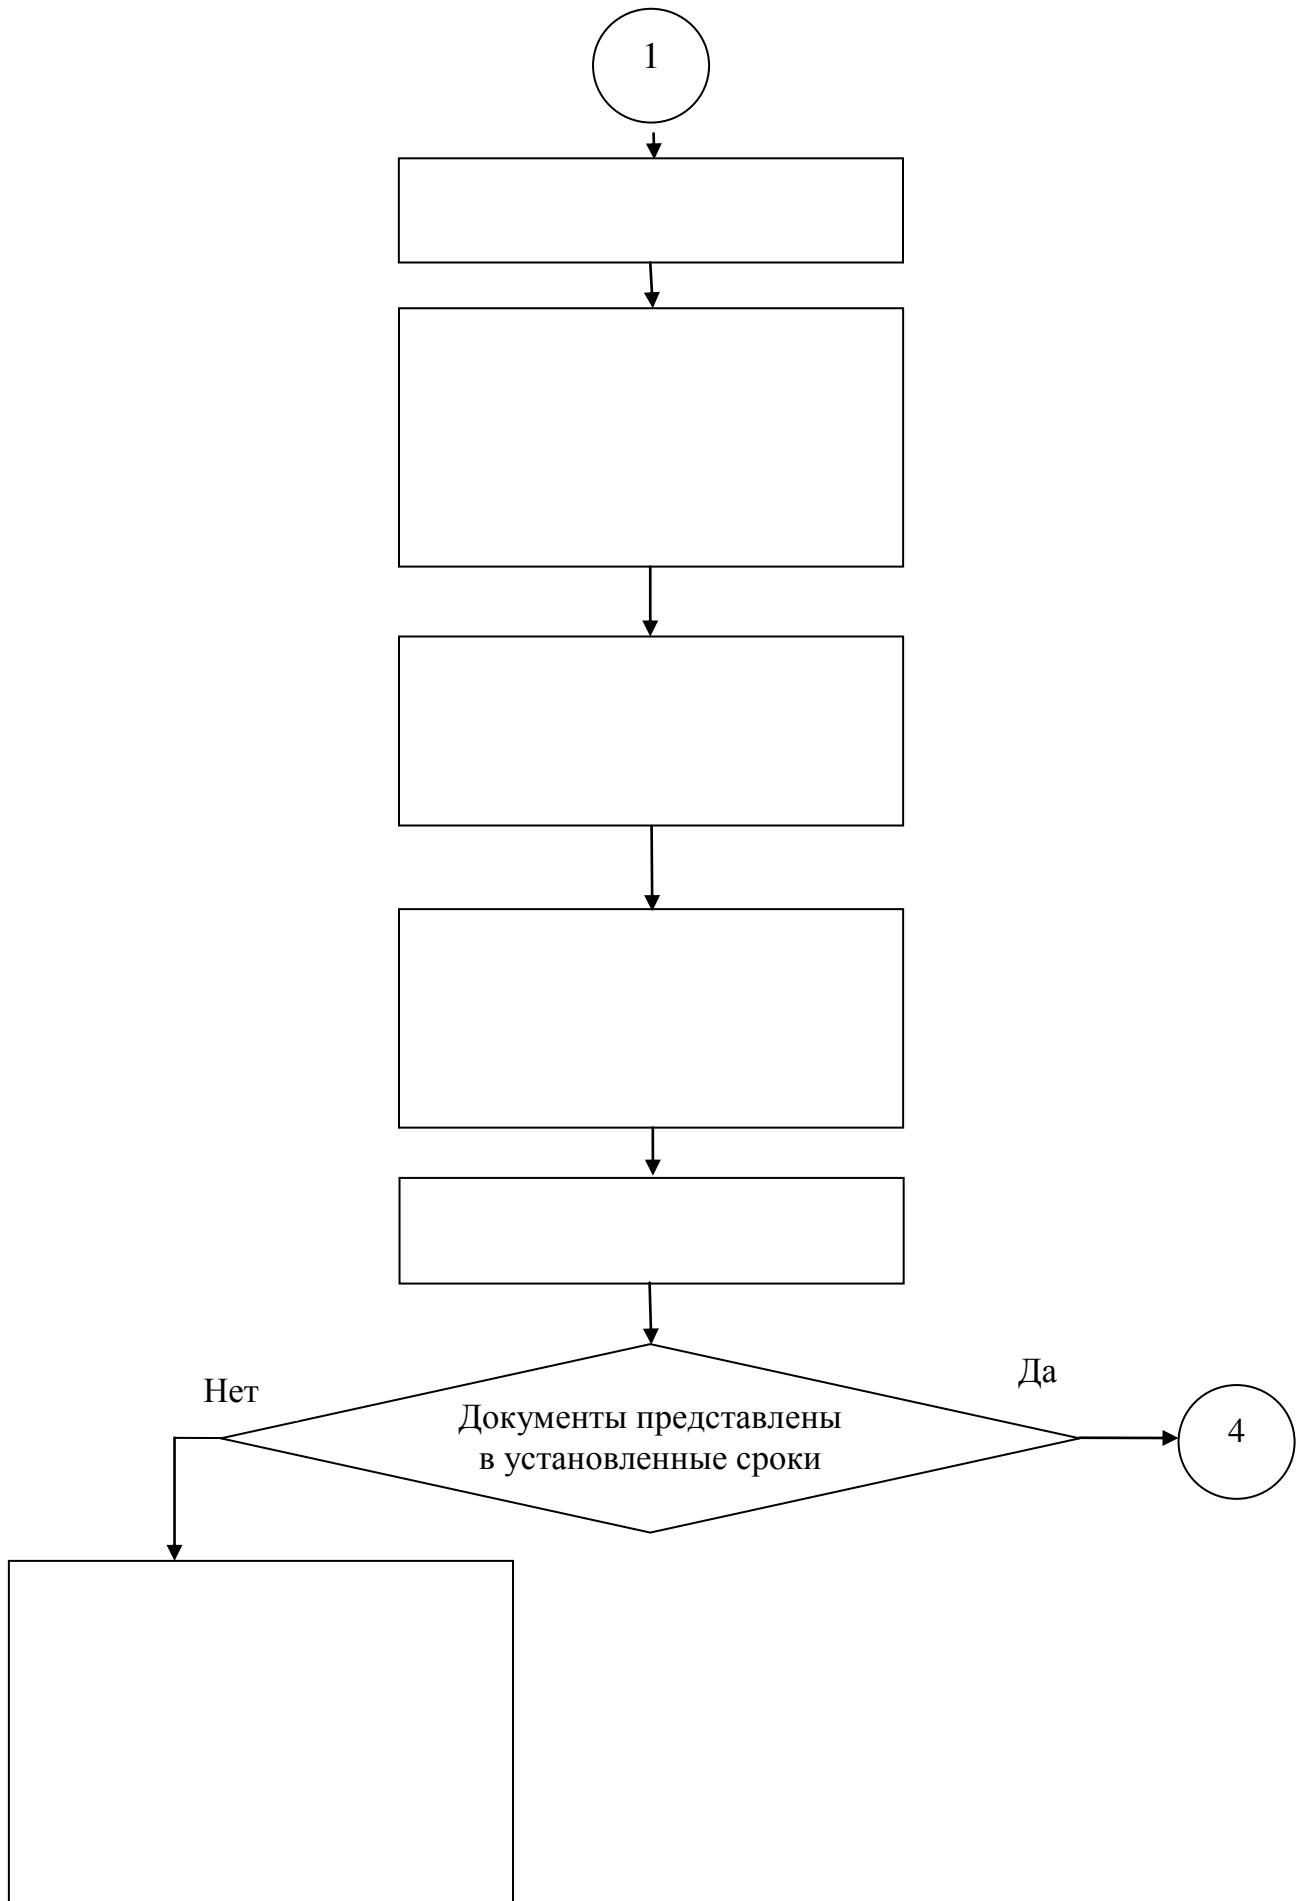 1
Нет
Да
Документы представлены
в установленные сроки
4